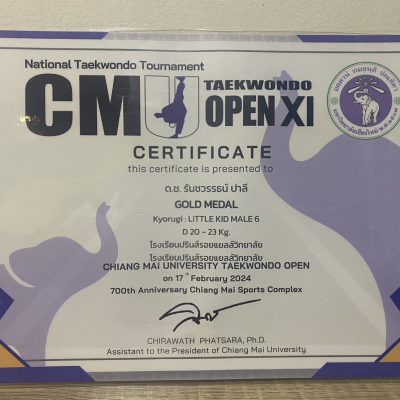 National Taekwondo Tournament
CMU TAEKWONDO
OPEN XI
CERTIFICATE
this certificate is presented to
ด.ช. รันชวรรธน์ ปาลี
GOLD MEDAL
Kyorugi : LITTLE KID MALE 6
D 20 - 23 Kg.
โรงเรียนปรินส์รอยแยลส์วิทยาลัย
โรงเรียนปรินส์รอยแยลส์วิทยาลัย
CHIANG MAI UNIVERSITY TAEKWONDO OPEN
on 17th February 2024
700th Anniversary Chiang Mai Sports Complex
CHIRAWATH PHATSARA, Ph.D.
Assistant to the President of Chiang Mai University